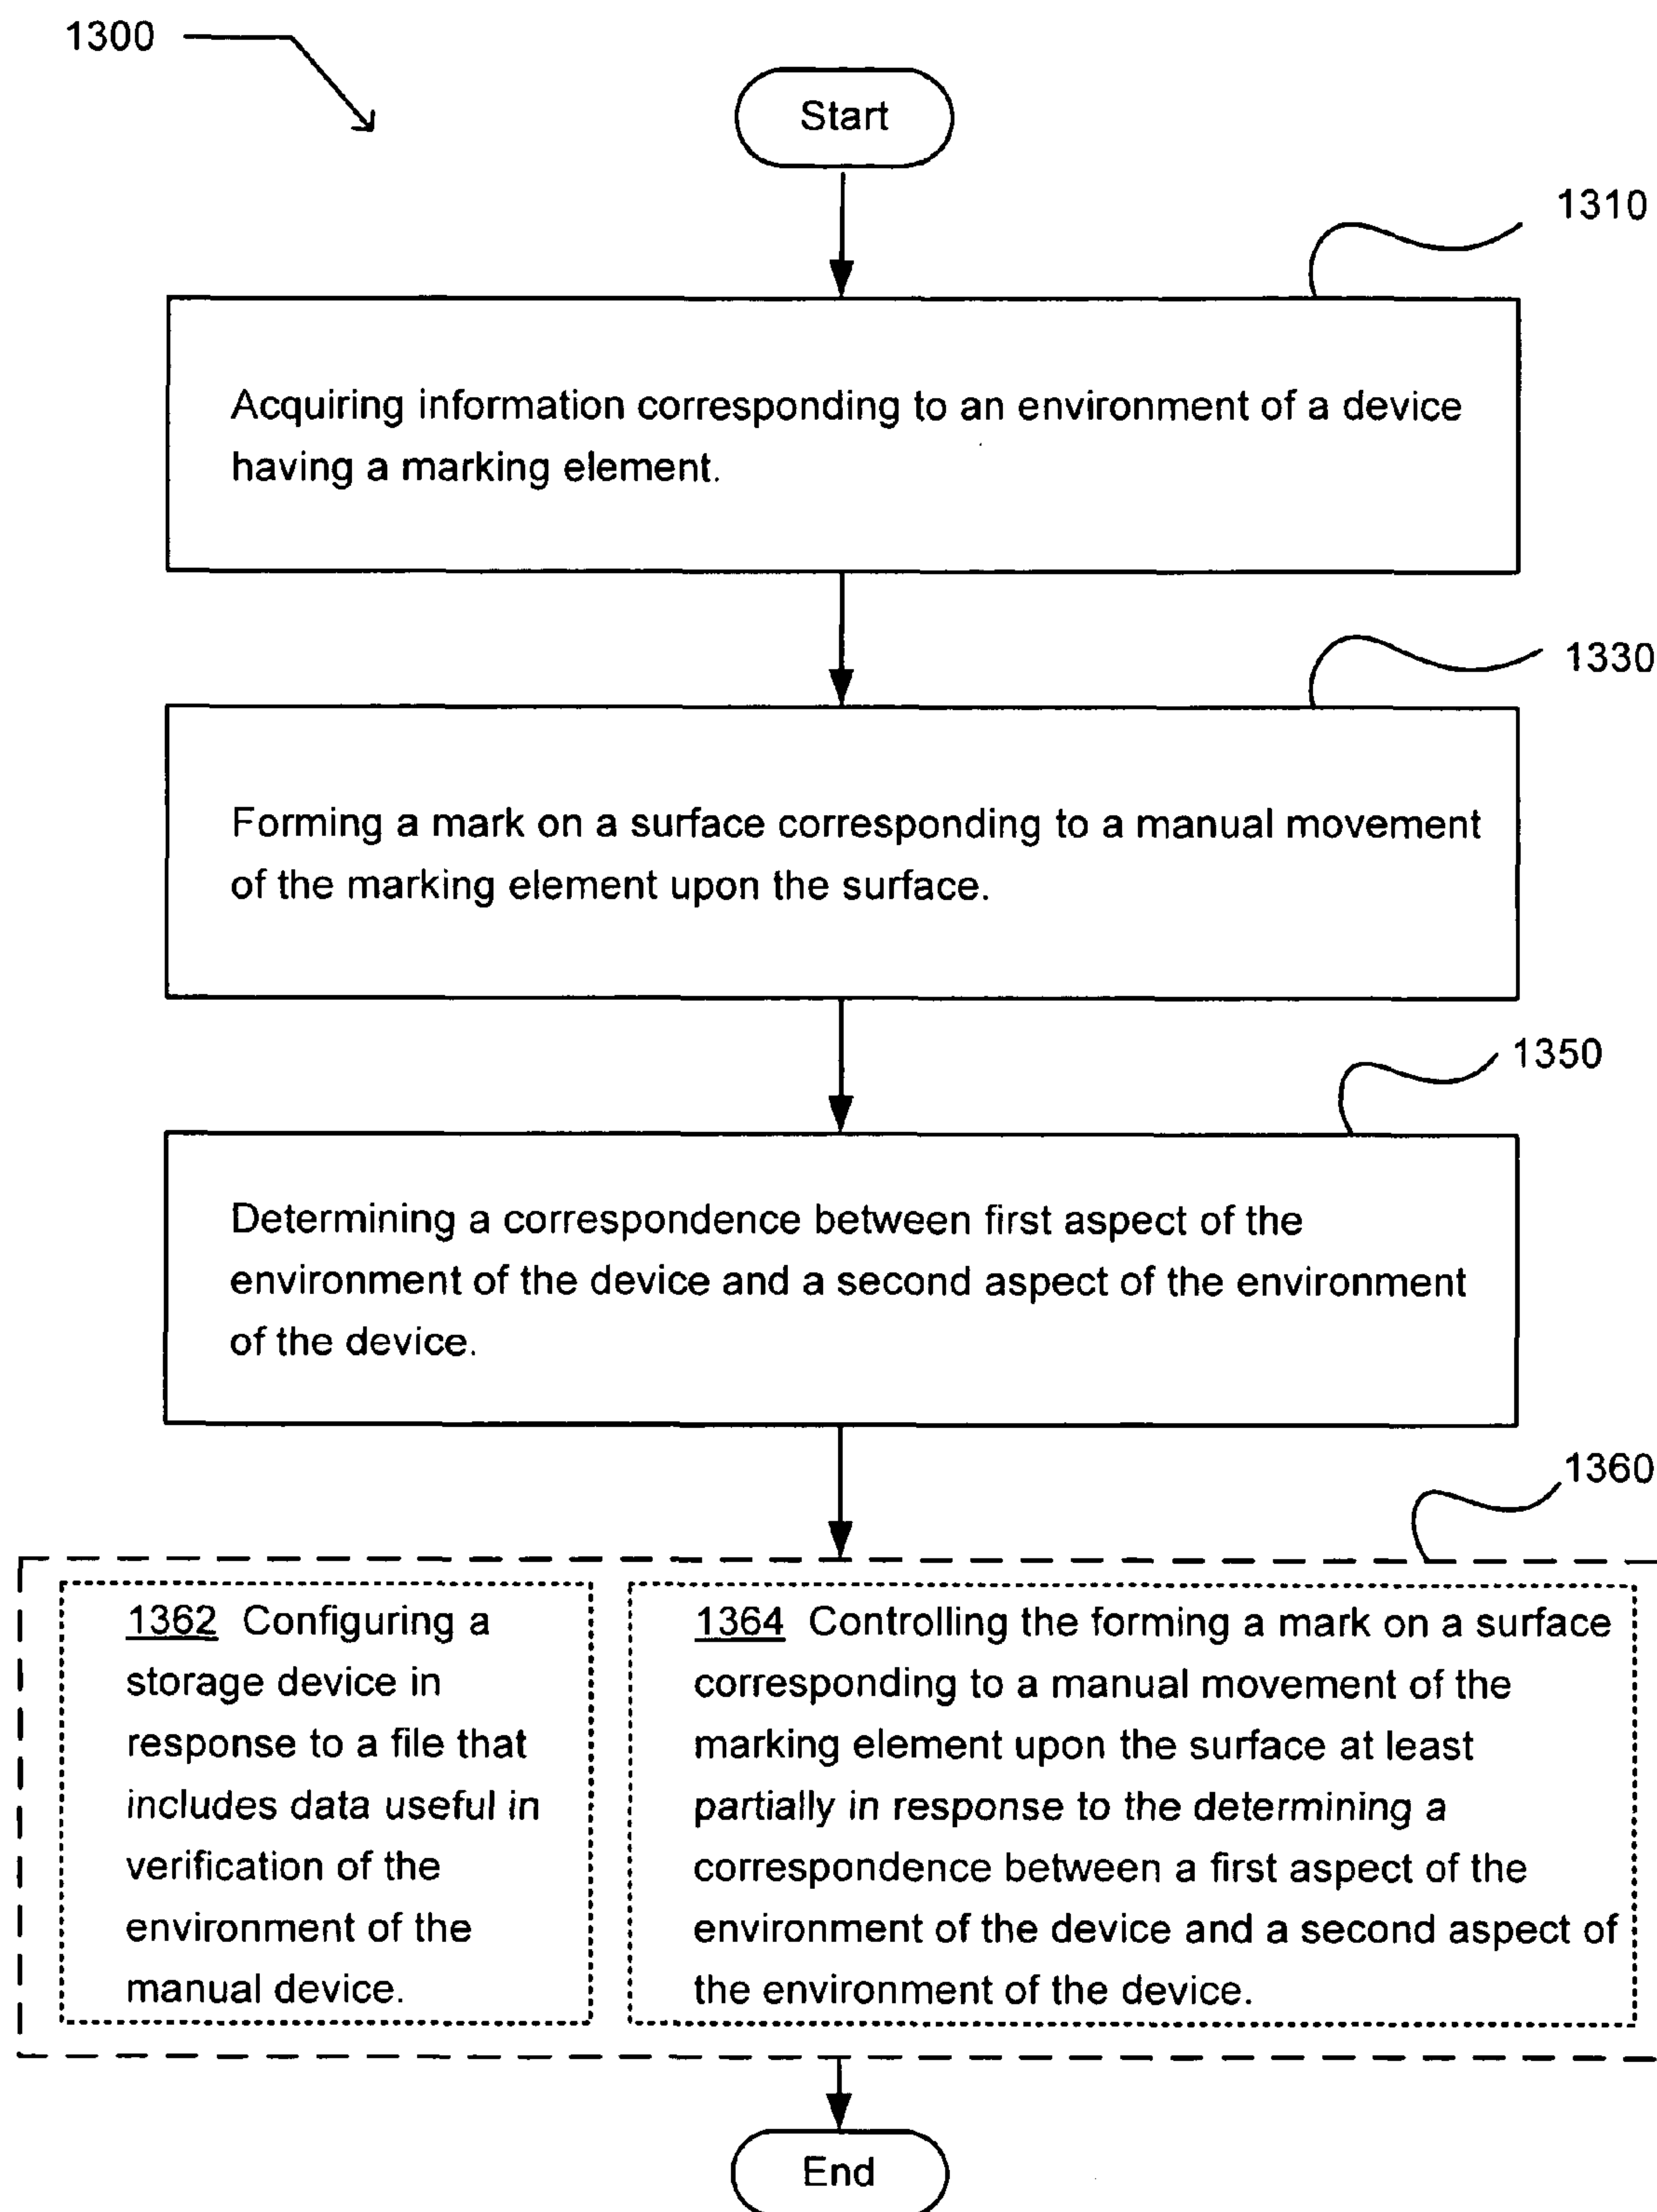 1300
Start
1310
Acquiring information corresponding to an environment of a device
having a marking element.
1330
Forming a mark on a surface corresponding to a manual movement
of the marking element upon the surface.
1350
Determining a correspondence between first aspect of the
environment of the device and a second aspect of the environment
of the device.
1360
1362 Configuring a
storage device in
response to a file that
includes data useful in
verification of the
environment of the
manual device.
1364 Controlling the forming a mark on a surface
corresponding to a manual movement of the
marking element upon the surface at least
partially in response to the determining a
correspondence between a first aspect of the
environment of the device and a second aspect of
the environment of the device.
End